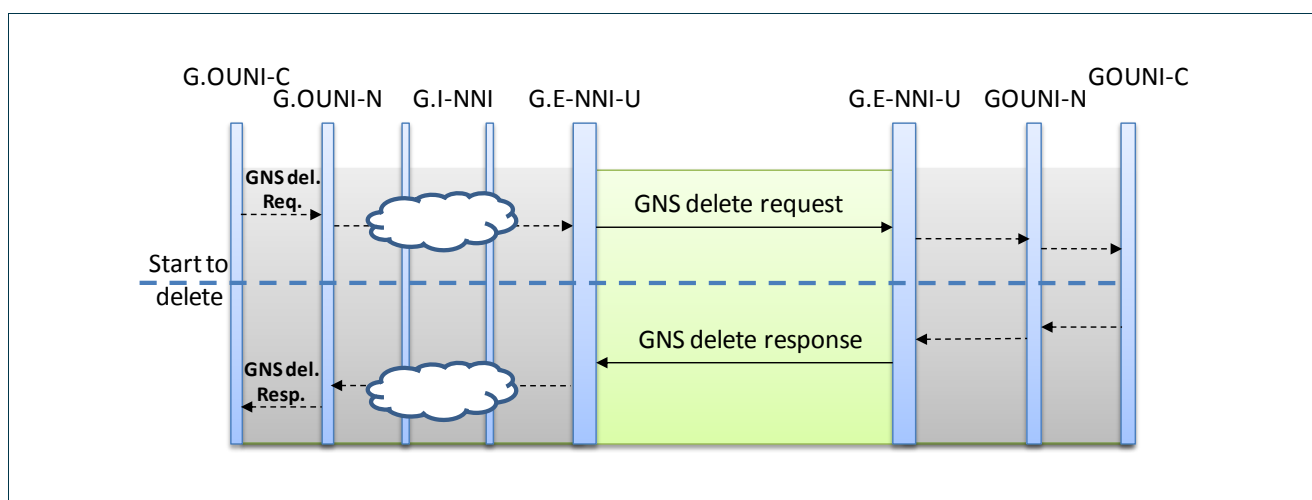 G.OUNI-C
G.OUNI-N
G.I-NNI
G.E-NNI-U
G.E-NNI-U
GOUNI-N
GOUNI-C
GNS del.
Req.
GNS delete request
Start to
delete
GNS delete response
GNS del.
Resp.